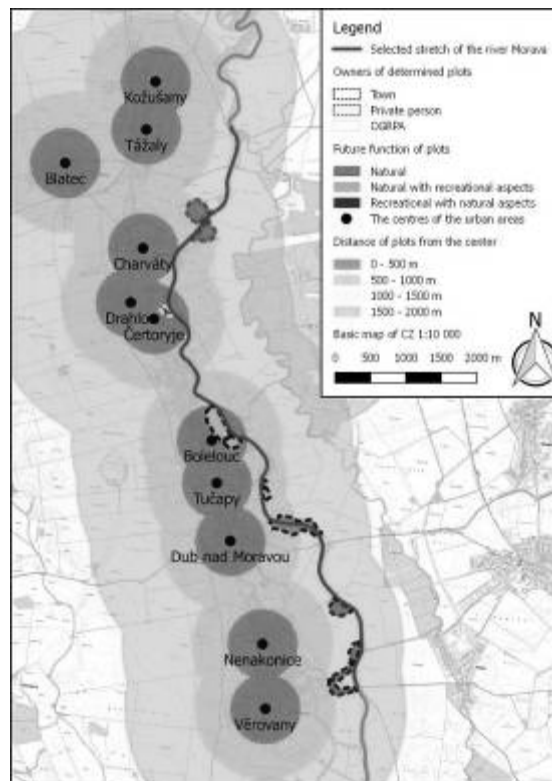 Legend
Selected stretch of the river Morava
Owners of determined plots
Town
Private person
Future function of plots
Natural
Natural with recreational aspects
Recreational with natural aspects
The centres of the urban areas
Distance of plots from the center
0 - 500 m
500 - 1000 m
1000 - 1500 m
1500 - 2000 m
Basic map of CZ 1:10 000
0 500 1000 1500 2000 m
N
Kožušany
Tážaly
Blatec
Charváty
Drahlov
Čertoryje
Bolelouc
Tučapy
Dub nad Moravou
Nenakonice
Věrovany